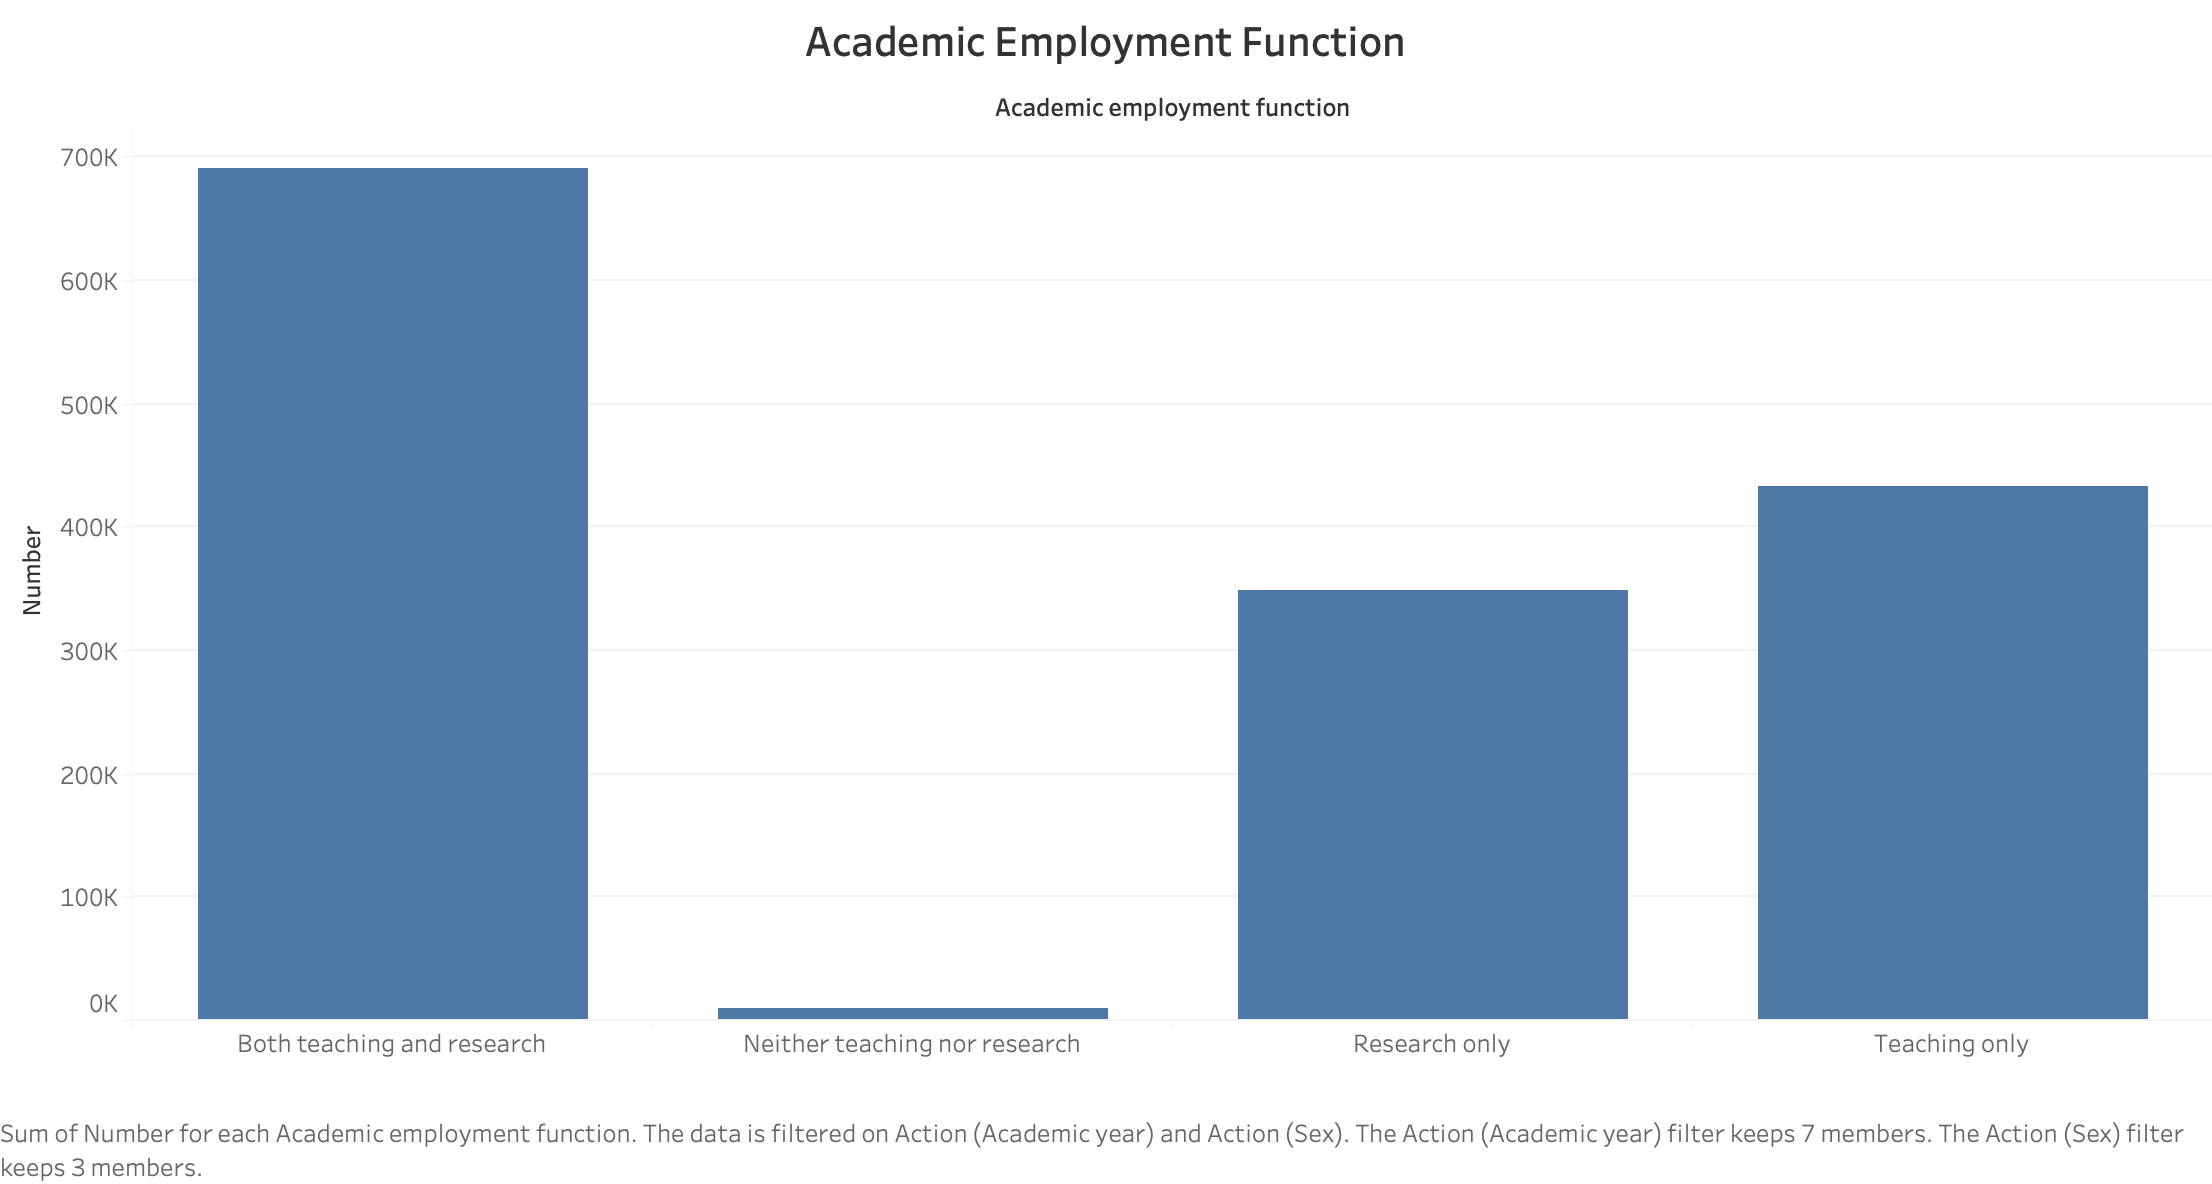 Academic Employment Function
Academic employment function
700K
600K
500K
400K
300K
200K
100K
0K
Number
Both teaching and research
Neither teaching nor research
Research only
Teaching only
Sum of Number for each Academic employment function. The data is filtered on Action (Academic year) and Action (Sex). The Action (Academic year) filter keeps 7 members. The Action (Sex) filter
keeps 3 members.